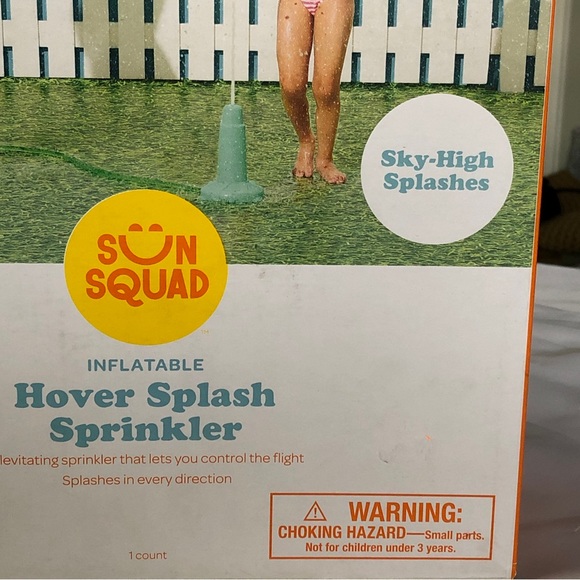 Sky-High
Splashes
SUN
SQUAD
INFLATABLE
Hover Splash
Sprinkler
levitating sprinkler that lets you control the flight
Splashes in every direction
⚠ WARNING:
CHOKING HAZARD—Small parts.
Not for children under 3 years.
1 count